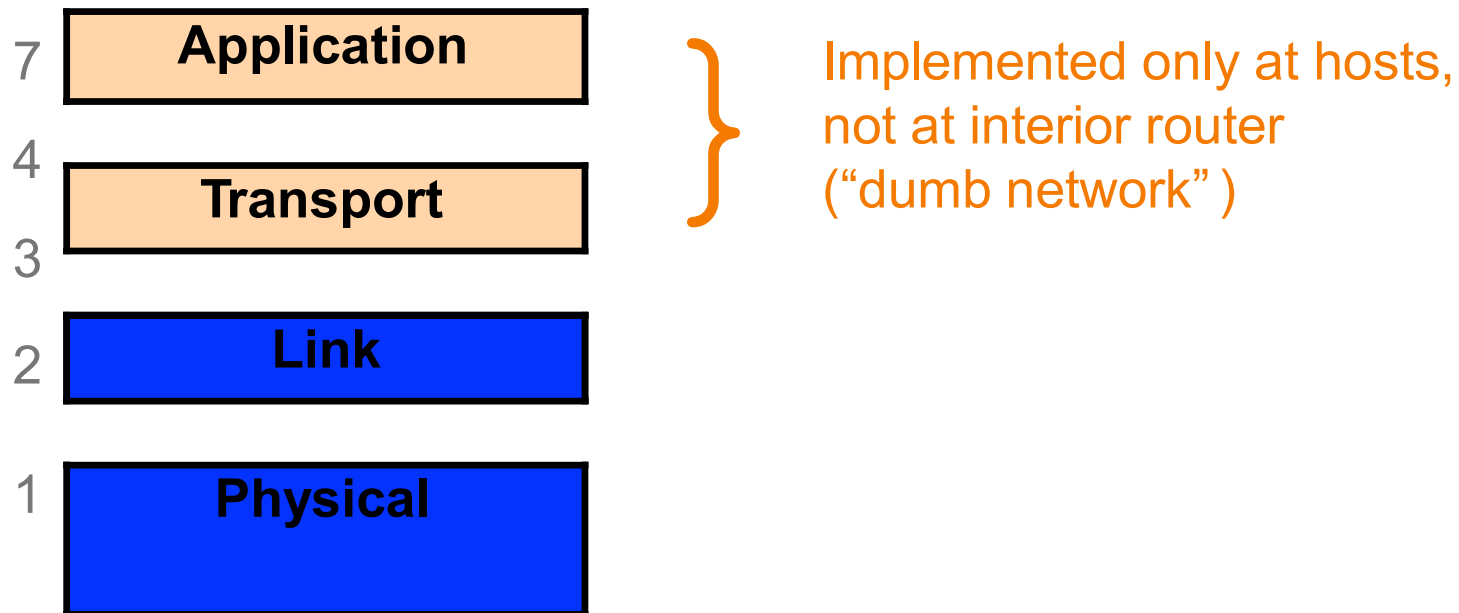 7
Application
4
Transport
3
2
Link
1
Physical
Implemented only at hosts,
not at interior router
(“dumb network” )